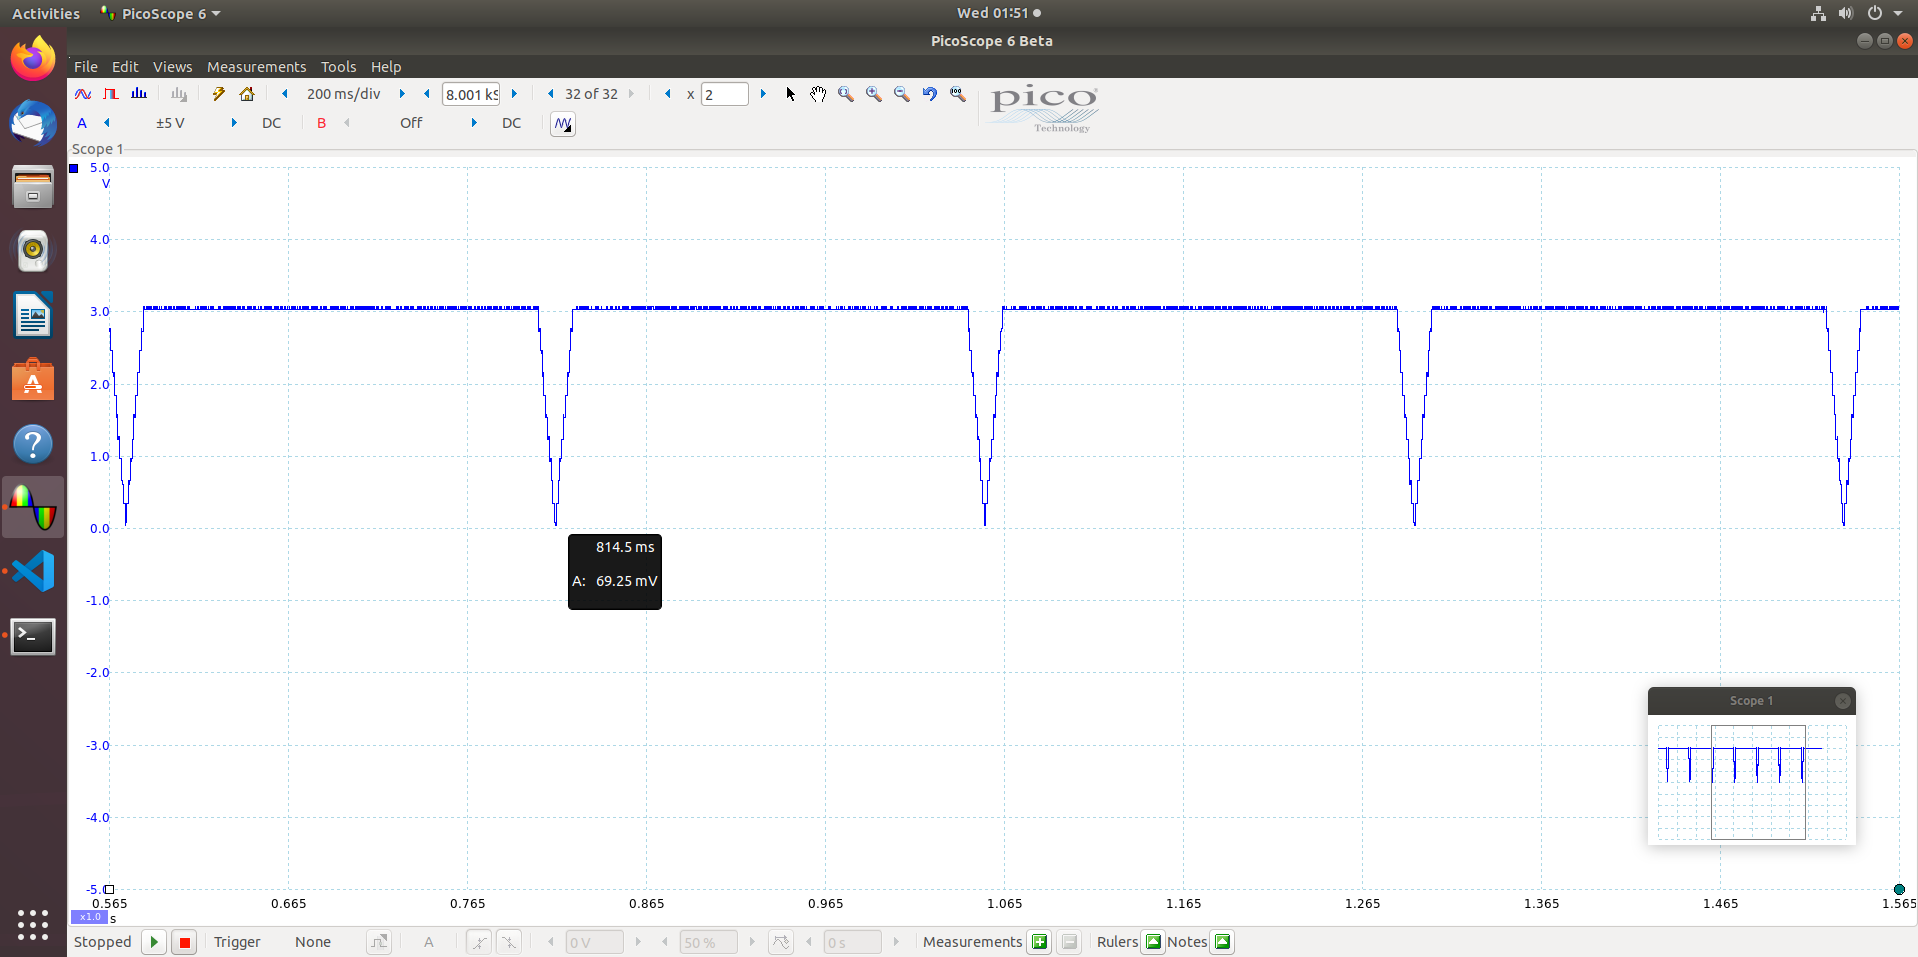 Activities PicoScope 6 Wed 01:51
PicoScope 6 Beta
File Edit Views Measurements Tools Help
200 ms/div 8.001 kS 32 of 32 x 2
pico
Technology
A ±5 V DC B Off DC
Scope 1
5.0
V
4.0
3.0
2.0
1.0
0.0
814.5 ms
A: 69.25 mV
-1.0
-2.0
-3.0
-4.0
-5.0
Scope 1
0.565 0.665 0.765 0.865 0.965 1.065 1.165 1.265 1.365 1.465 1.565
x1.0 s
Stopped Trigger None A 0 V 50 % 0 s Measurements Rulers Notes